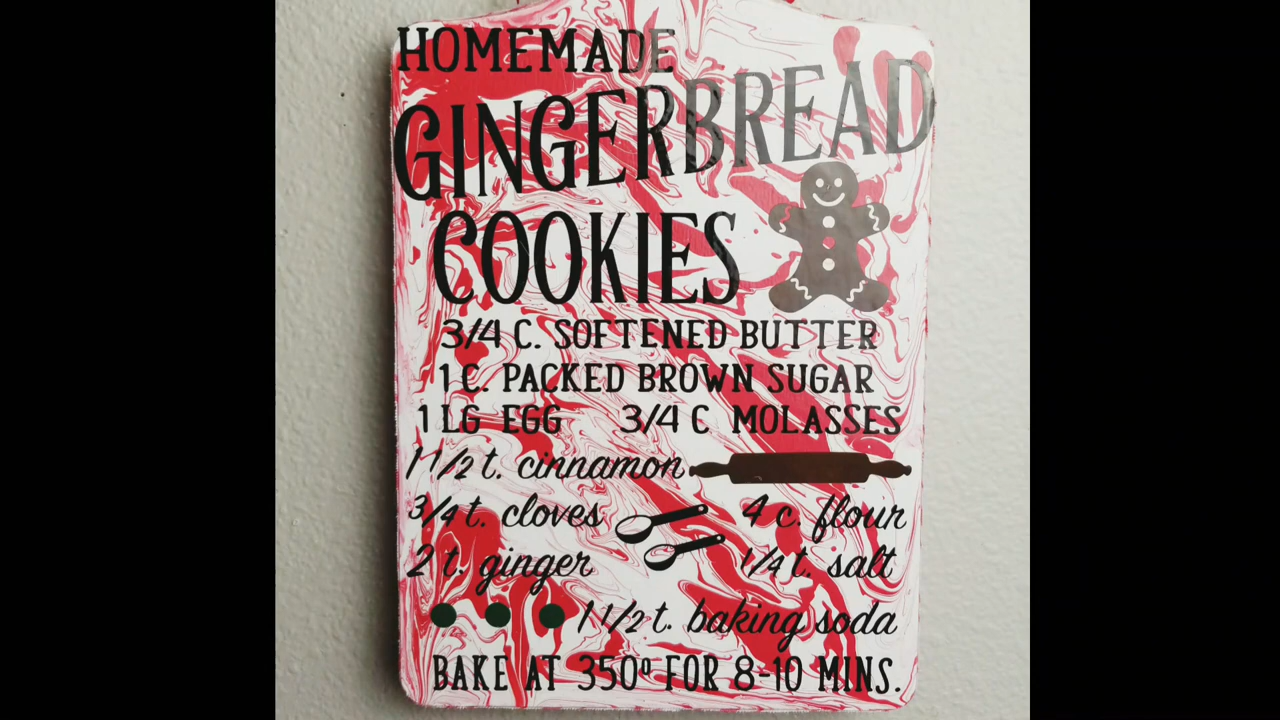 HOMEMADE
GINGERBREAD
COOKIES
3/4 C. SOFTENED BUTTER
1 C. PACKED BROWN SUGAR
1 LG EGG 3/4 C MOLASSES
1 1/2 t. cinnamon
3/4 t. cloves 4 c. flour
2 t. ginger 1/4 t. salt
1 1/2 t. baking soda
BAKE AT 350º FOR 8-10 MINS.